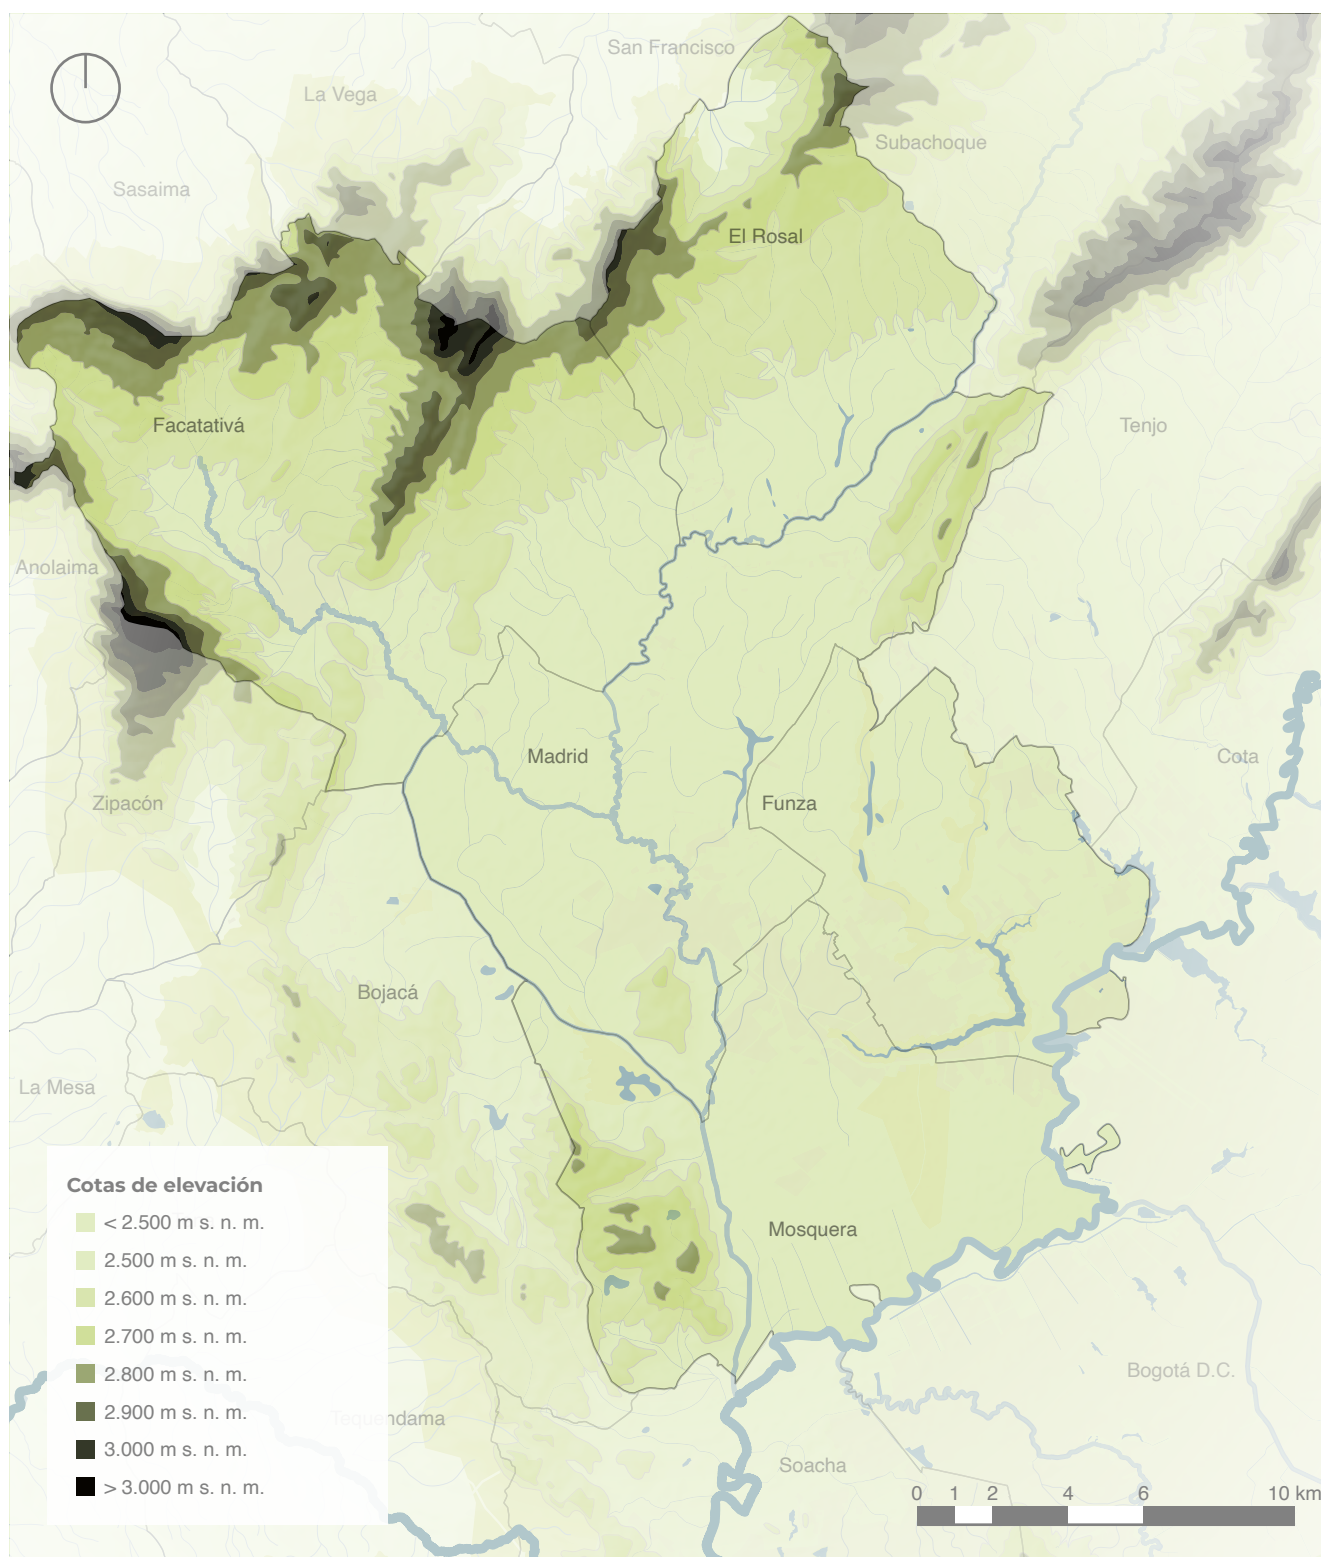 San Francisco
La Vega
Subachoque
Sasaima
El Rosal
Facatativá
Tenjo
Anolaima
Madrid
Cota
Zipacón
Funza
Bojacá
La Mesa
Mosquera
Bogotá D.C.
Tequendama
Soacha
Cotas de elevación
< 2.500 m s. n. m.
2.500 m s. n. m.
2.600 m s. n. m.
2.700 m s. n. m.
2.800 m s. n. m.
2.900 m s. n. m.
3.000 m s. n. m.
> 3.000 m s. n. m.
0 1 2 4 6 10 km